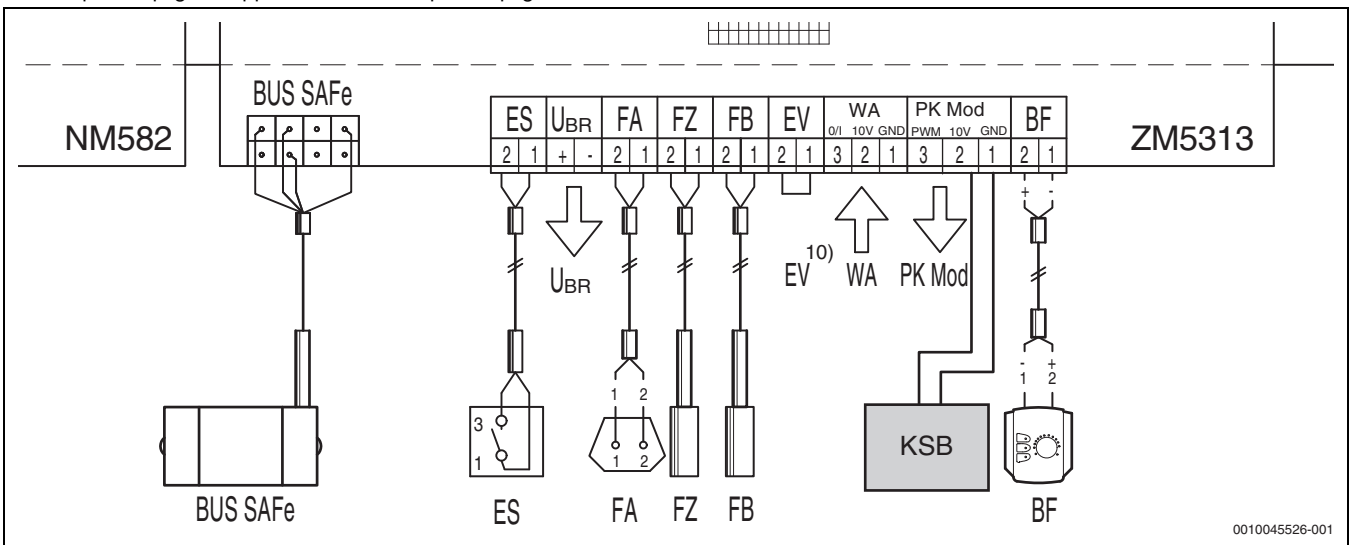 BUS SAFe
NM582
ES UBR FA FZ FB EV WA PK Mod BF
0/I 10V GND PWM 10V GND
2 1 + - 2 1 2 1 2 1 2 1 3 2 1 3 2 1 2 1
ZM5313
+ -
UBR
EV 10) WA PK Mod
1 2
- +
1 2
3
1
1 2
KSB
BUS SAFe
ES FA FZ FB BF
0010045526-001